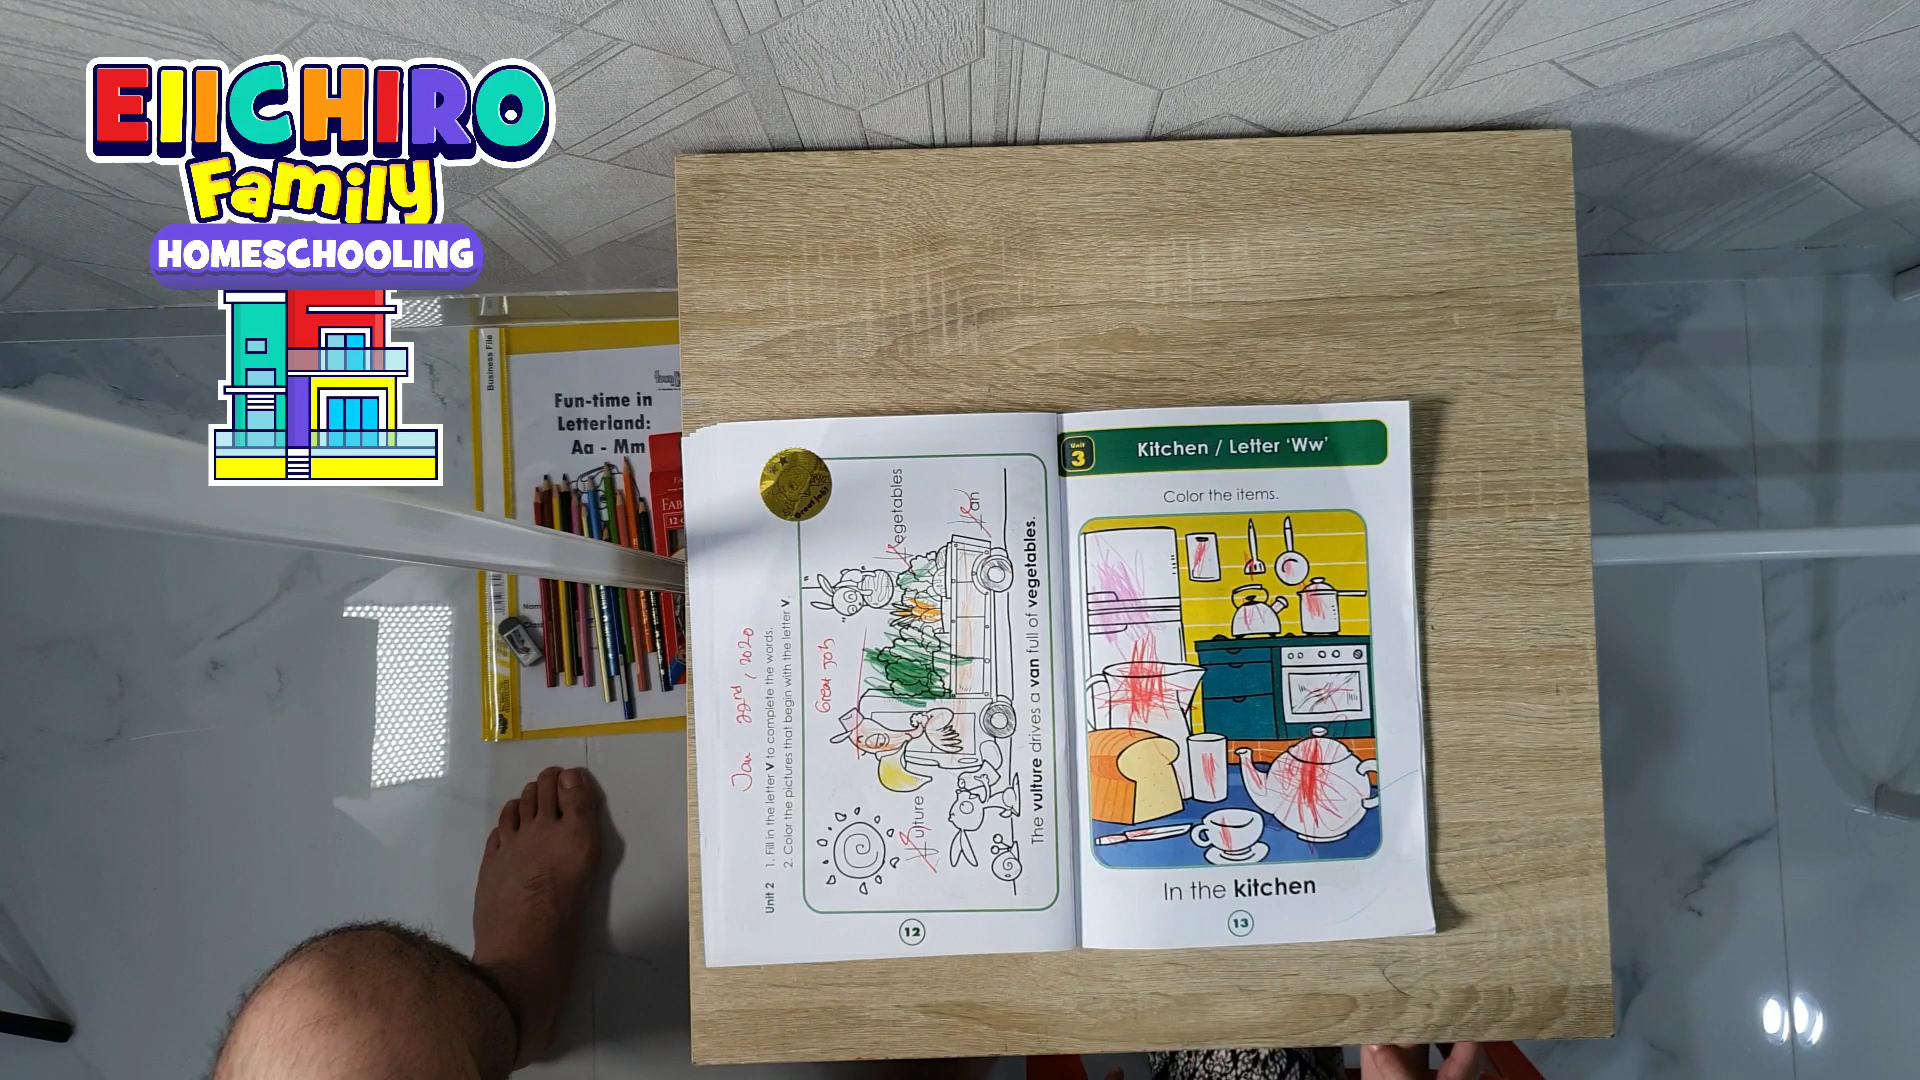 EIICHIRO
Family
HOMESCHOOLING
Business File
Fun-time in
Letterland:
Aa - Mm
Jan 22nd, 2020
Unit 2 1. Fill in the letter V to complete the words.
2. Color the pictures that begin with the letter V.
Great Job
Great Job!
vegetables
van
vulture
The vulture drives a van full of vegetables.
12
Unit
3
Kitchen / Letter ‘Ww’
Color the items.
In the kitchen
13